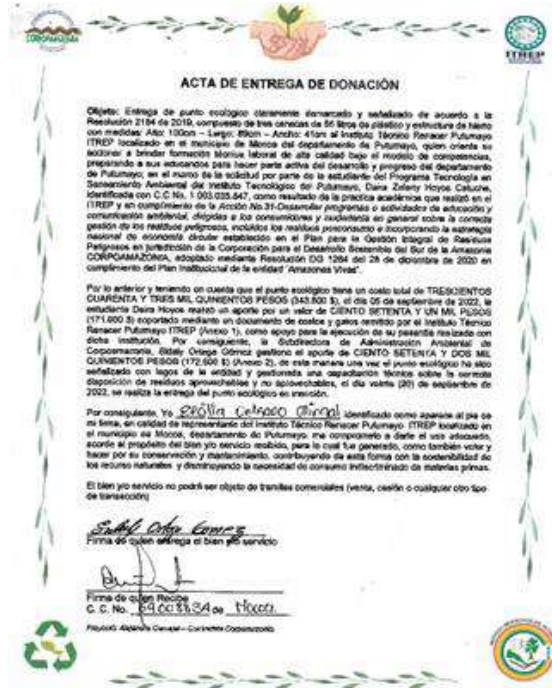 CORPOAMAZONIA
ITREP
ACTA DE ENTREGA DE DONACIÓN
Objeto: Entrega de punto ecológico claramente demarcado y señalizado de acuerdo a la
Resolución 2184 de 2019, compuesto de tres canecas de 56 litros de plástico y estructura de hierro
con medidas: Alto: 100cm – Largo: 89cm – Ancho: 41cm al Instituto Técnico Renacer Putumayo
ITREP localizado en el municipio de Mocoa del departamento de Putumayo, quien orienta su
accionar a brindar formación técnica laboral de alta calidad bajo el modelo de competencias,
preparando a sus educandos para hacer parte activa del desarrollo y progreso del departamento
de Putumayo; en el marco de la solicitud por parte de la estudiante del Programa Tecnología en
Saneamiento Ambiental del Instituto Tecnológico del Putumayo, Daira Zoleny Hoyos Catuche,
identificada con C.C No. 1.003.035.647, como resultado de la practica académica que realizó en el
ITREP y en cumplimiento de la Acción No.31-Desarrollar programas o actividades de educación y
comunicación ambiental, dirigidas a los consumidores y ciudadanía en general sobre la correcta
gestión de los residuos peligrosos, incluidos los residuos posconsumo e incorporando la estrategia
nacional de economía circular establecido en el Plan para la Gestión Integral de Residuos
Peligrosos en jurisdicción de la Corporación para el Desarrollo Sostenible del Sur de la Amazonia
CORPOAMAZONIA, adoptado mediante Resolución DG 1264 del 28 de diciembre de 2020 en
cumplimiento del Plan Institucional de la entidad "Amazonas Vivas".
Por lo anterior y teniendo en cuenta que el punto ecológico tiene un costo total de TRESCIENTOS
CUARENTA Y TRES MIL QUINIENTOS PESOS (343.500 $), el día 05 de septiembre de 2022, la
estudiante Daira Hoyos realizó un aporte por un valor de CIENTO SETENTA Y UN MIL PESOS
(171.000 $) soportado mediante un documento de costos y gatos remitido por el Instituto Técnico
Renacer Putumayo ITREP (Anexo 1), como apoyo para la ejecución de su pasantía realizada con
dicha institución. Por consiguiente, la Subdirectora de Administración Ambiental de
Corpoamazonia, Sidaly Ortega Gómez gestiono el aporte de CIENTO SETENTA Y DOS MIL
QUINIENTOS PESOS (172.500 $) (Anexo 2), de esta manera una vez el punto ecológico ha sido
señalizado con logos de la entidad y gestionada una capacitación técnica sobre la correcta
disposición de residuos aprovechables y no aprovechables, el día veinte (20) de septiembre de
2022, se realiza la entrega del punto ecológico en mención.
Por consiguiente, Yo Delgado identificado como aparece al pie de
mi firma, en calidad de representante del Instituto Técnico Renacer Putumayo ITREP localizado en
el municipio de Mocoa, departamento de Putumayo, me comprometo a darle el uso adecuado,
acorde al propósito del bien y/o servicio recibido, para lo cual fue generado, como también velar y
hacer por su conservación y mantenimiento, contribuyendo de esta forma con la sostenibilidad de
los recurso naturales y disminuyendo la necesidad de consumo indiscriminado de materias primas.
El bien y/o servicio no podrá ser objeto de tramites comerciales (venta, cesión o cualquier otro tipo
de transacción)
Sidaly Ortega Gómez
Firma de quien entrega el bien y/o servicio
Firma de quien Recibe
C. C. No. de Mocoa
Proyectó: Alejandra Carvajal – Contratista Corpoamazonia